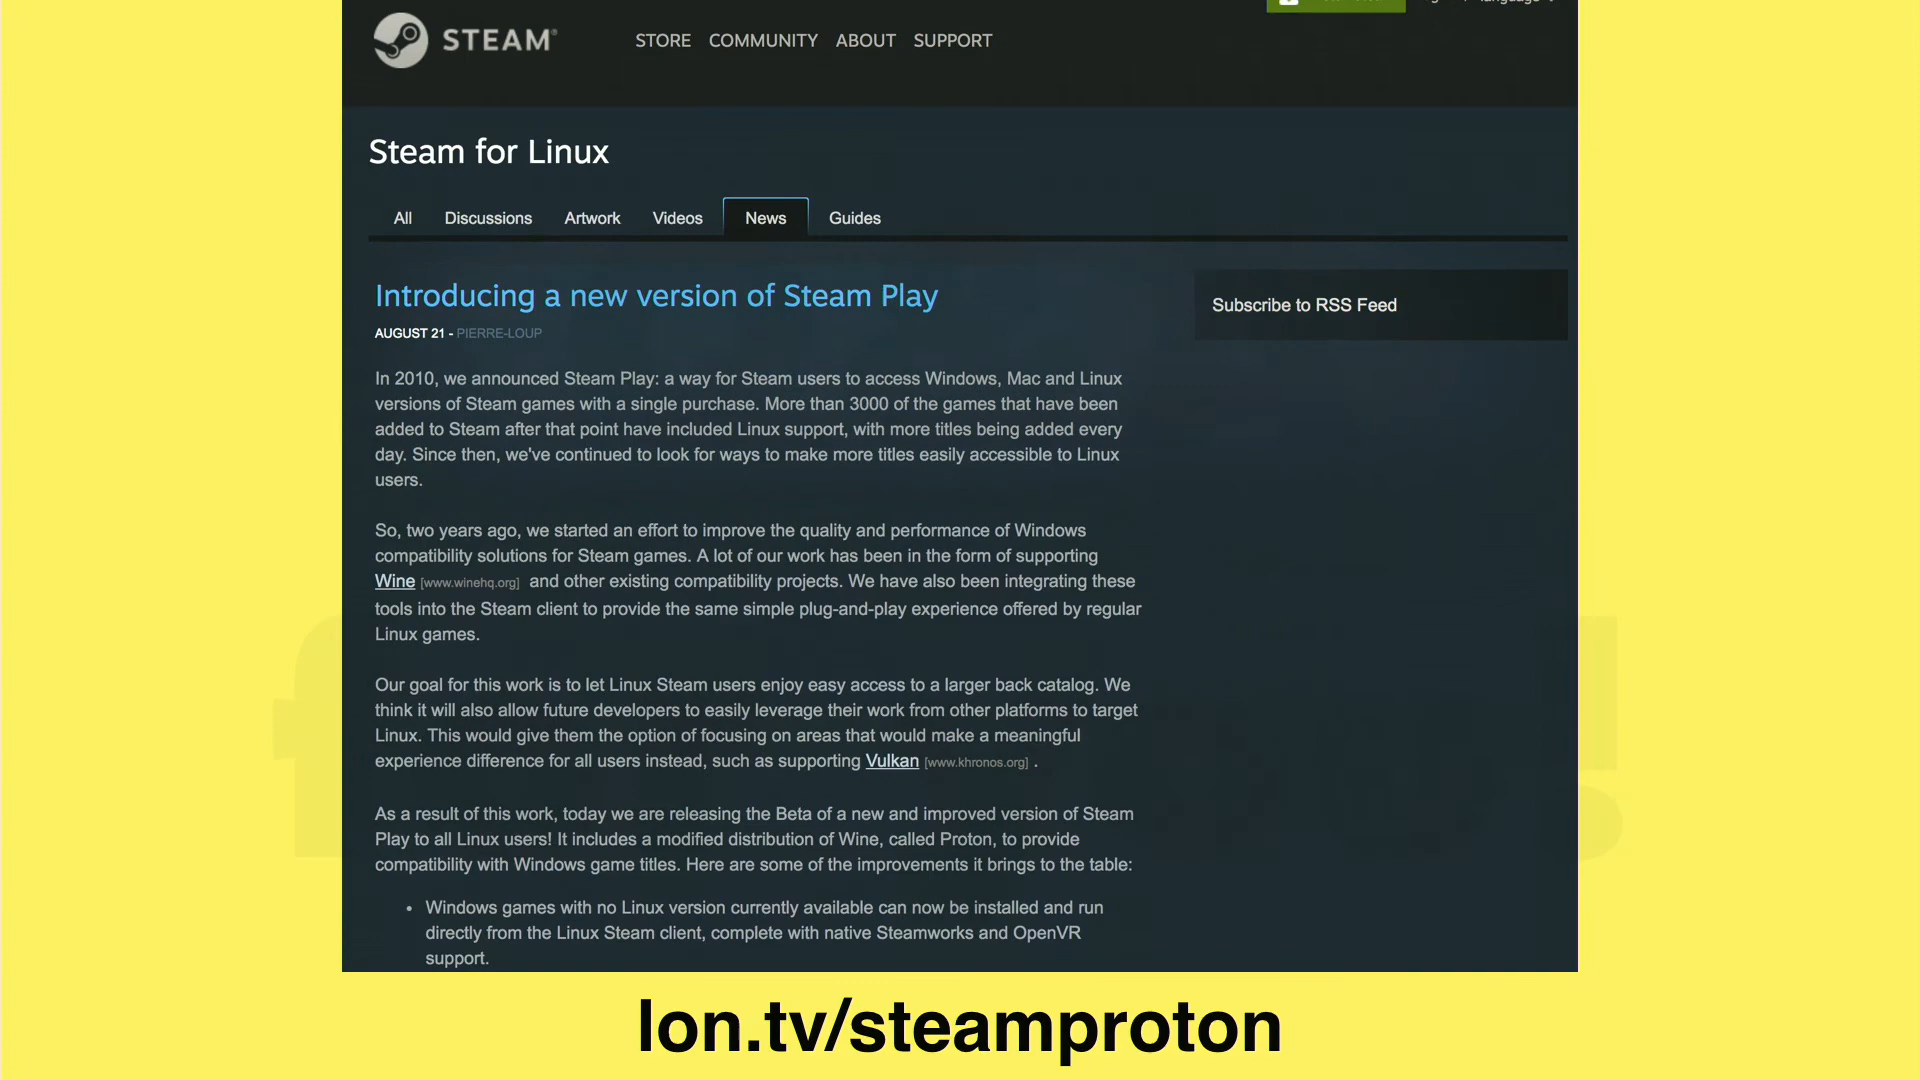 STEAM®
STORE COMMUNITY ABOUT SUPPORT
Steam for Linux
All Discussions Artwork Videos News Guides
Introducing a new version of Steam Play
AUGUST 21 - PIERRE-LOUP
Subscribe to RSS Feed
In 2010, we announced Steam Play: a way for Steam users to access Windows, Mac and Linux
versions of Steam games with a single purchase. More than 3000 of the games that have been
added to Steam after that point have included Linux support, with more titles being added every
day. Since then, we've continued to look for ways to make more titles easily accessible to Linux
users.
So, two years ago, we started an effort to improve the quality and performance of Windows
compatibility solutions for Steam games. A lot of our work has been in the form of supporting
Wine [www.winehq.org] and other existing compatibility projects. We have also been integrating these
tools into the Steam client to provide the same simple plug-and-play experience offered by regular
Linux games.
Our goal for this work is to let Linux Steam users enjoy easy access to a larger back catalog. We
think it will also allow future developers to easily leverage their work from other platforms to target
Linux. This would give them the option of focusing on areas that would make a meaningful
experience difference for all users instead, such as supporting Vulkan [www.khronos.org] .
As a result of this work, today we are releasing the Beta of a new and improved version of Steam
Play to all Linux users! It includes a modified distribution of Wine, called Proton, to provide
compatibility with Windows game titles. Here are some of the improvements it brings to the table:
• Windows games with no Linux version currently available can now be installed and run
directly from the Linux Steam client, complete with native Steamworks and OpenVR
support.
lon.tv/steamproton